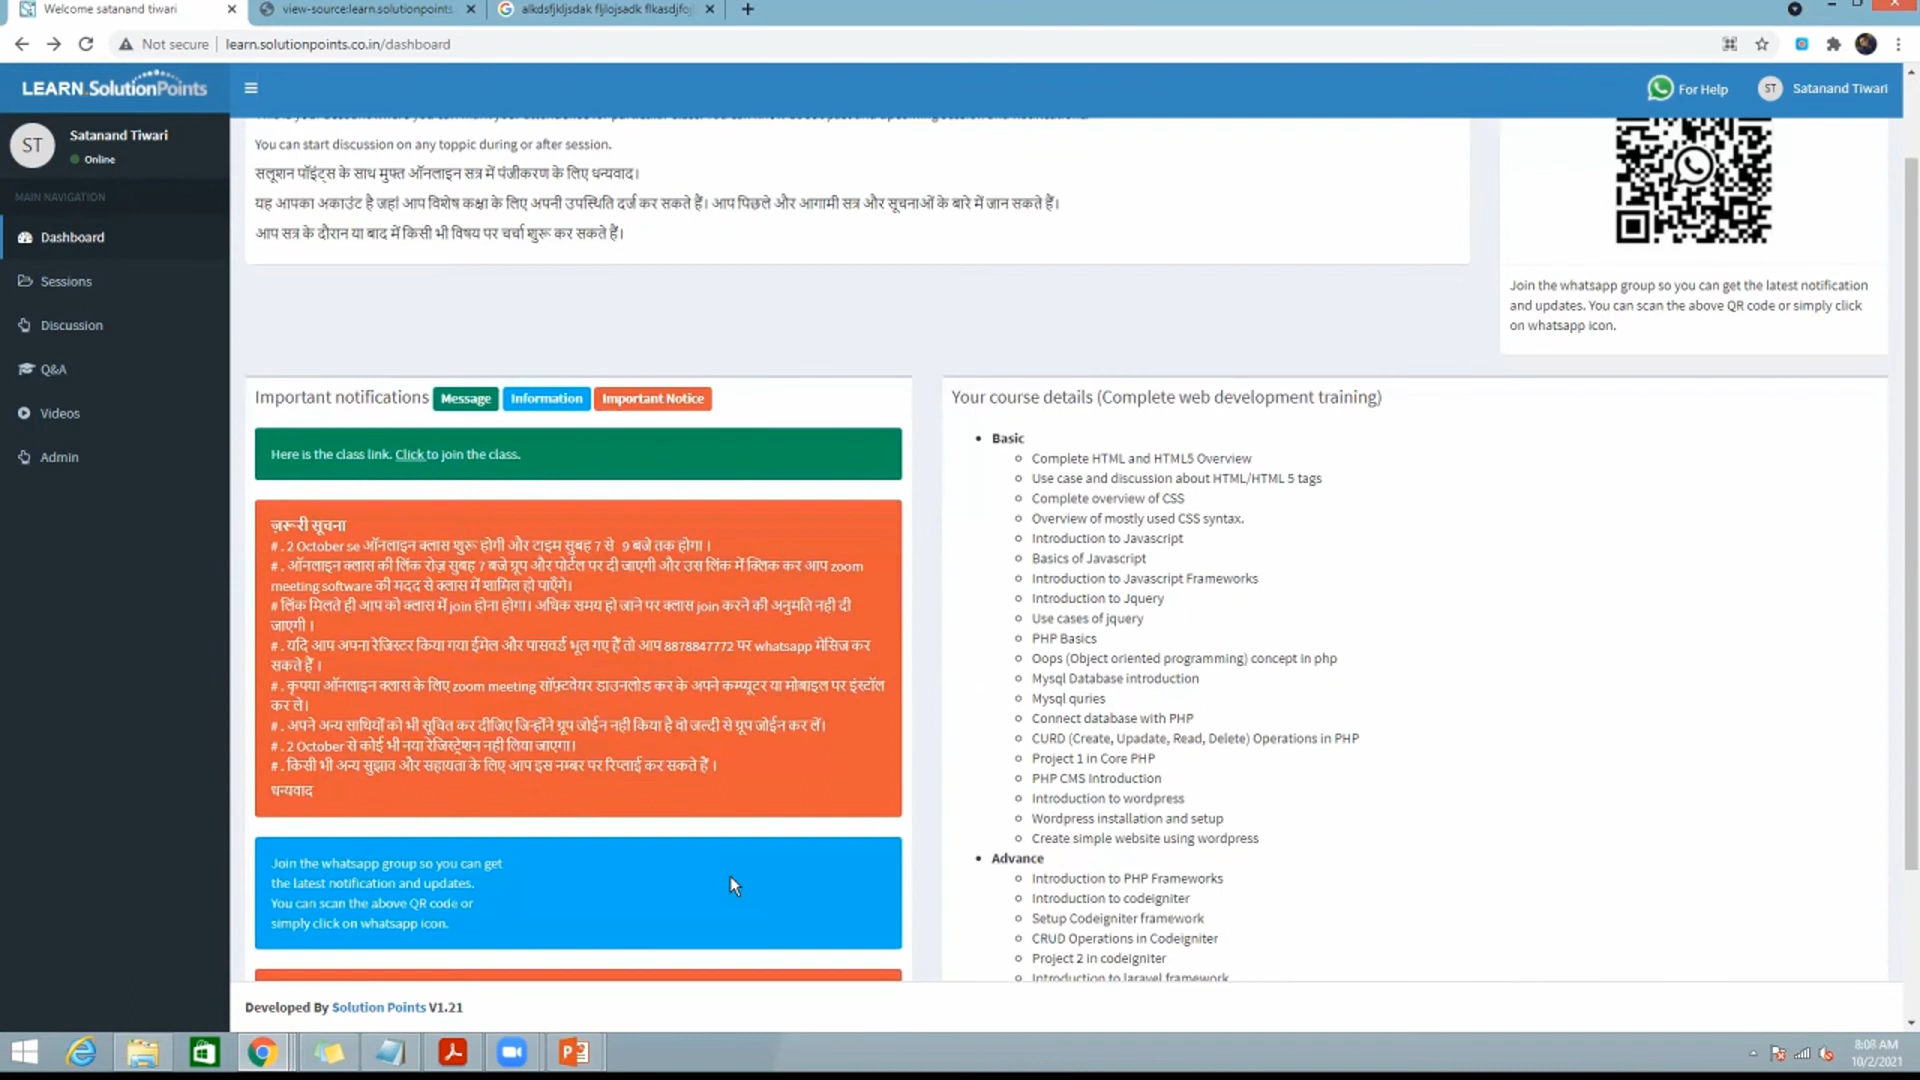 Welcome satanand tiwari
view-source:learn.solutionpoints.
alkdsfjkljsdak fljlojsadk flkasdjfoj
Not secure
learn.solutionpoints.co.in/dashboard
LEARN.SolutionPoints
For Help
ST
Satanand Tiwari
ST
Satanand Tiwari
Online
MAIN NAVIGATION
Dashboard
Sessions
Discussion
Q&A
Videos
Admin
You can start discussion on any toppic during or after session.
सलूशन पॉइंट्स के साथ मुफ्त ऑनलाइन सत्र में पंजीकरण के लिए धन्यवाद।
यह आपका अकाउंट है जहां आप विशेष कक्षा के लिए अपनी उपस्थिति दर्ज कर सकते हैं। आप पिछले और आगामी सत्र और सूचनाओं के बारे में जान सकते हैं।
आप सत्र के दौरान या बाद में किसी भी विषय पर चर्चा शुरू कर सकते हैं।
Join the whatsapp group so you can get the latest notification
and updates. You can scan the above QR code or simply click
on whatsapp icon.
Important notifications Message Information Important Notice
Here is the class link. Click to join the class.
ज़रूरी सूचना
# . 2 October se ऑनलाइन क्लास शुरू होगी और टाइम सुबह 7 से 9 बजे तक होगा ।
# . ऑनलाइन क्लास की लिंक रोज़ सुबह 7 बजे ग्रूप और पोर्टल पर दी जाएगी और उस लिंक में क्लिक कर आप zoom
meeting software की मदद से क्लास में शामिल हो पाएँगे।
# लिंक मिलते ही आप को क्लास में join होना होगा। अधिक समय हो जाने पर क्लास join करने की अनुमति नही दी
जाएगी ।
# . यदि आप अपना रेजिस्टर किया गया ईमेल और पासवर्ड भूल गए हैं तो आप 8878847772 पर whatsapp मेसिज कर
सकते हैं ।
# . कृपया ऑनलाइन क्लास के लिए zoom meeting सॉफ़्टवेयर डाउनलोड कर के अपने कम्प्यूटर या मोबाइल पर इंस्टॉल
कर ले।
# . अपने अन्य साथियों को भी सूचित कर दीजिए जिन्होंने ग्रूप जोईन नही किया है वो जल्दी से ग्रूप जोईन कर लें।
# . 2 October से कोई भी नया रेजिस्ट्रेशन नही लिया जाएगा।
# . किसी भी अन्य सुझाव और सहायता के लिए आप इस नम्बर पर रिप्लाई कर सकते हैं ।
धन्यवाद
Join the whatsapp group so you can get
the latest notification and updates.
You can scan the above QR code or
simply click on whatsapp icon.
Your course details (Complete web development training)
Basic
Complete HTML and HTML5 Overview
Use case and discussion about HTML/HTML 5 tags
Complete overview of CSS
Overview of mostly used CSS syntax.
Introduction to Javascript
Basics of Javascript
Introduction to Javascript Frameworks
Introduction to Jquery
Use cases of jquery
PHP Basics
Oops (Object oriented programming) concept in php
Mysql Database introduction
Mysql quries
Connect database with PHP
CURD (Create, Upadate, Read, Delete) Operations in PHP
Project 1 in Core PHP
PHP CMS Introduction
Introduction to wordpress
Wordpress installation and setup
Create simple website using wordpress
Advance
Introduction to PHP Frameworks
Introduction to codeigniter
Setup Codeigniter framework
CRUD Operations in Codeigniter
Project 2 in codeigniter
Introduction to laravel framework
Developed By Solution Points V1.21
8:08 AM
10/2/2021